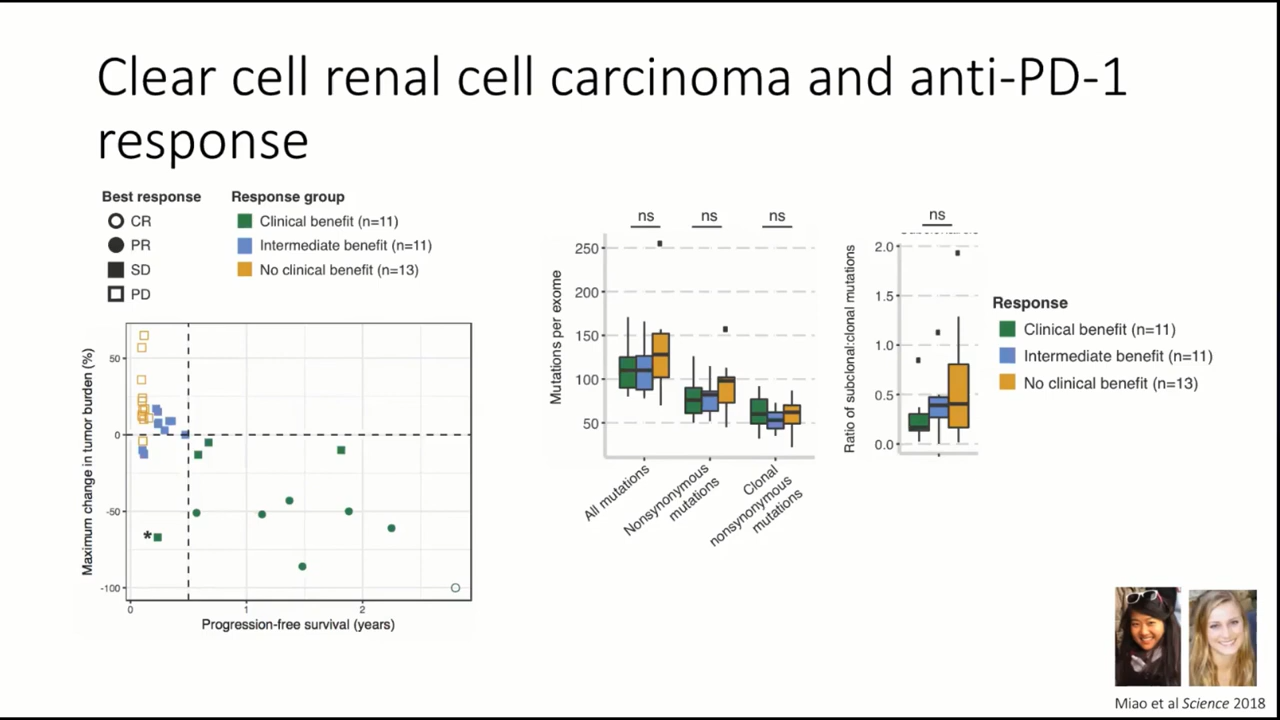 Clear cell renal cell carcinoma and anti-PD-1
response
Best response
CR
PR
SD
PD
Response group
Clinical benefit (n=11)
Intermediate benefit (n=11)
No clinical benefit (n=13)
Maximum change in tumor burden (%)
50
0
-50
-100
*
0
1
2
Progression-free survival (years)
ns
ns
ns
Mutations per exome
250
200
150
100
50
All mutations
Nonsynonymous
mutations
Clonal
nonsynonymous
mutations
ns
Ratio of subclonal:clonal mutations
2.0
1.5
1.0
0.5
0.0
Response
Clinical benefit (n=11)
Intermediate benefit (n=11)
No clinical benefit (n=13)
Miao et al Science 2018